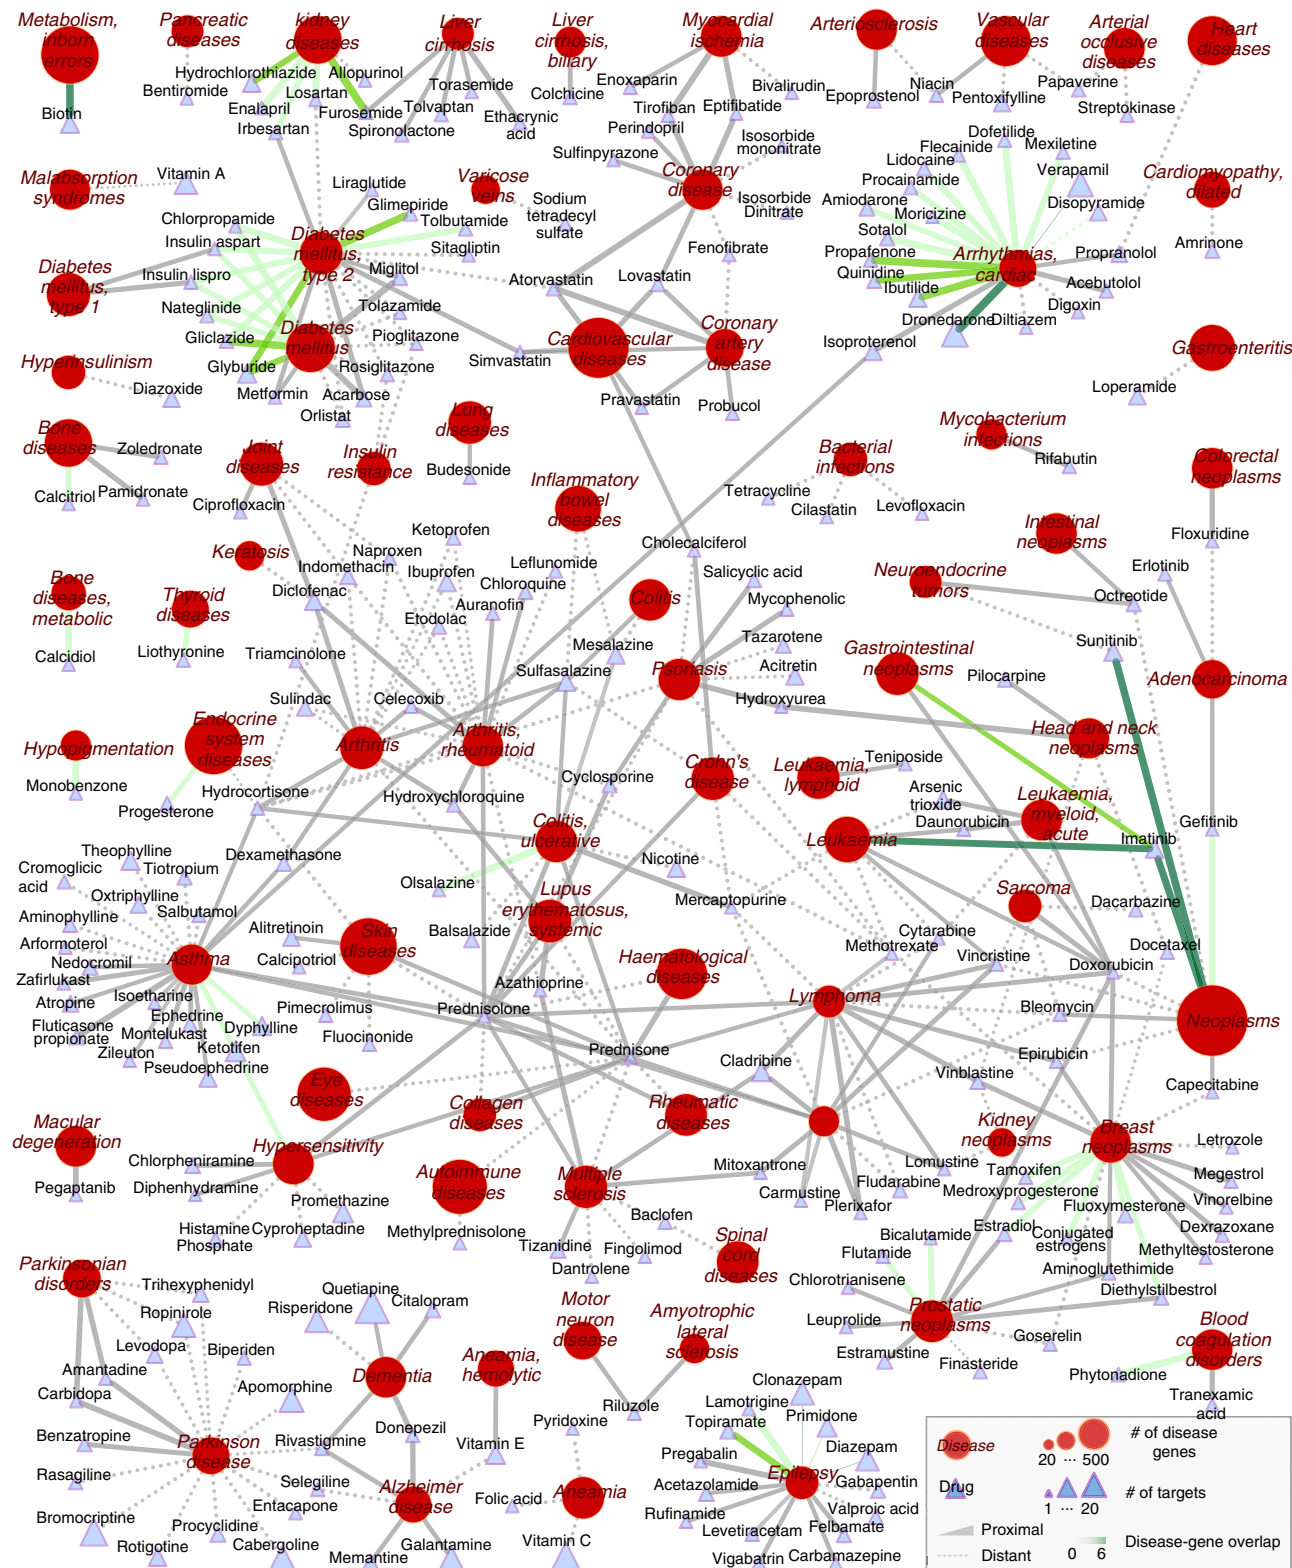 Metabolism,
inborn
errors
Biotin
Pancreatic
diseases
Bentiromide
kidney
diseases
Hydrochlorothiazide
Allopurinol
Losartan
Enalapril
Furosemide
Irbesartan
Liver
cirrhosis
Torasemide
Tolvaptan
Spironolactone
Ethacrynic
acid
Liver
cirrhosis,
biliary
Colchicine
Myocardial
ischemia
Enoxaparin
Tirofiban
Perindopril
Bivalirudin
Eptifibatide
Sulfinpyrazone
Isosorbide
mononitrate
Arteriosclerosis
Epoprostenol
Niacin
Vascular
diseases
Pentoxifylline
Arterial
occlusive
diseases
Papaverine
Streptokinase
Heart
diseases
Malabsorption
syndromes
Vitamin A
Liraglutide
Glimepiride
Tolbutamide
Sitagliptin
Varicose
veins
Sodium
tetradecyl
sulfate
Coronary
disease
Isosorbide
Dinitrate
Fenofibrate
Dofetilide
Mexiletine
Flecainide
Lidocaine
Procainamide
Amiodarone
Moricizine
Sotalol
Propafenone
Quinidine
Ibutilide
Dronedarone
Verapamil
Disopyramide
Arrhythmias,
cardiac
Propranolol
Acebutolol
Digoxin
Diltiazem
Cardiomyopathy,
dilated
Amrinone
Chlorpropamide
Insulin aspart
Insulin lispro
Nateglinide
Gliclazide
Glyburide
Diabetes
mellitus,
type 2
Miglitol
Tolazamide
Diabetes
mellitus
Pioglitazone
Rosiglitazone
Metformin
Acarbose
Orlistat
Diabetes
mellitus,
type 1
Atorvastatin
Lovastatin
Simvastatin
Cardiovascular
diseases
Coronary
artery
disease
Pravastatin
Probucol
Isoproterenol
Gastroenteritis
Loperamide
Hyperinsulinism
Diazoxide
Bone
diseases
Zoledronate
Calcitriol
Pamidronate
Joint
diseases
Ciprofloxacin
Insulin
resistance
Lung
diseases
Budesonide
Inflammatory
bowel
diseases
Bacterial
infections
Tetracycline
Cilastatin
Levofloxacin
Mycobacterium
infections
Rifabutin
Colorectal
neoplasms
Floxuridine
Intestinal
neoplasms
Erlotinib
Octreotide
Neuroendocrine
tumors
Sunitinib
Keratosis
Ketoprofen
Naproxen
Indomethacin
Ibuprofen
Diclofenac
Leflunomide
Chloroquine
Auranofin
Etodolac
Cholecalciferol
Salicyclic acid
Mycophenolic
Tazarotene
Acitretin
Hydroxyurea
Colitis
Mesalazine
Sulfasalazine
Psoriasis
Gastrointestinal
neoplasms
Pilocarpine
Adenocarcinoma
Bone
diseases,
metabolic
Calcidiol
Thyroid
diseases
Liothyronine
Triamcinolone
Sulindac
Celecoxib
Hypopigmentation
Monobenzone
Endocrine
system
diseases
Progesterone
Hydrocortisone
Arthritis
Arthritis,
rheumatoid
Hydroxychloroquine
Cyclosporine
Crohn's
disease
Leukaemia,
lymphoid
Teniposide
Head and neck
neoplasms
Arsenic
trioxide
Daunorubicin
Leukaemia,
myeloid,
acute
Leukaemia
Imatinib
Gefitinib
Theophylline
Cromoglicic
acid
Tiotropium
Oxtriphylline
Aminophylline
Salbutamol
Arformoterol
Nedocromil
Zafirlukast
Atropine
Fluticasone
propionate
Asthma
Isoetharine
Ephedrine
Montelukast
Zileuton
Dyphylline
Ketotifen
Pseudoephedrine
Dexamethasone
Alitretinoin
Calcipotriol
Skin
diseases
Pimecrolimus
Fluocinonide
Colitis,
ulcerative
Olsalazine
Balsalazide
Lupus
erythematosus,
systemic
Azathioprine
Prednisolone
Nicotine
Mercaptopurine
Haematological
diseases
Prednisone
Sarcoma
Dacarbazine
Cytarabine
Methotrexate
Vincristine
Docetaxel
Doxorubicin
Lymphoma
Bleomycin
Neoplasms
Epirubicin
Vinblastine
Cladribine
Capecitabine
Eye
diseases
Collagen
diseases
Rheumatic
diseases
Kidney
neoplasms
Breast
neoplasms
Letrozole
Megestrol
Vinorelbine
Dexrazoxane
Methyltestosterone
Macular
degeneration
Pegaptanib
Hypersensitivity
Chlorpheniramine
Diphenhydramine
Promethazine
Histamine
Phosphate
Cyproheptadine
Autoimmune
diseases
Methylprednisolone
Multiple
sclerosis
Mitoxantrone
Carmustine
Plerixafor
Fludarabine
Lomustine
Tamoxifen
Medroxyprogesterone
Fluoxymesterone
Estradiol
Conjugated
estrogens
Aminoglutethimide
Diethylstilbestrol
Baclofen
Tizanidine
Fingolimod
Dantrolene
Spinal
cord
diseases
Bicalutamide
Flutamide
Chlorotrianisene
Leuprolide
Estramustine
Prostatic
neoplasms
Goserelin
Finasteride
Blood
coagulation
disorders
Phytonadione
Tranexamic
acid
Parkinsonian
disorders
Trihexyphenidyl
Ropinirole
Levodopa
Biperiden
Amantadine
Carbidopa
Apomorphine
Benzatropine
Rasagiline
Bromocriptine
Rotigotine
Procyclidine
Cabergoline
Parkinson
disease
Quetiapine
Risperidone
Citalopram
Dementia
Donepezil
Rivastigmine
Selegiline
Entacapone
Alzheimer
disease
Memantine
Galantamine
Aneamia,
hemolytic
Vitamin E
Motor
neuron
disease
Amyotrophic
lateral
sclerosis
Riluzole
Pyridoxine
Folic acid
Aneamia
Vitamin C
Clonazepam
Lamotrigine
Topiramate
Primidone
Pregabalin
Diazepam
Acetazolamide
Epilepsy
Gabapentin
Rufinamide
Valproic acid
Levetiracetam
Felbamate
Vigabatrin
Carbamazepine
Disease
20 ··· 500
# of disease
genes
Drug
1 ··· 20
# of targets
Proximal
Distant
0 6
Disease-gene overlap